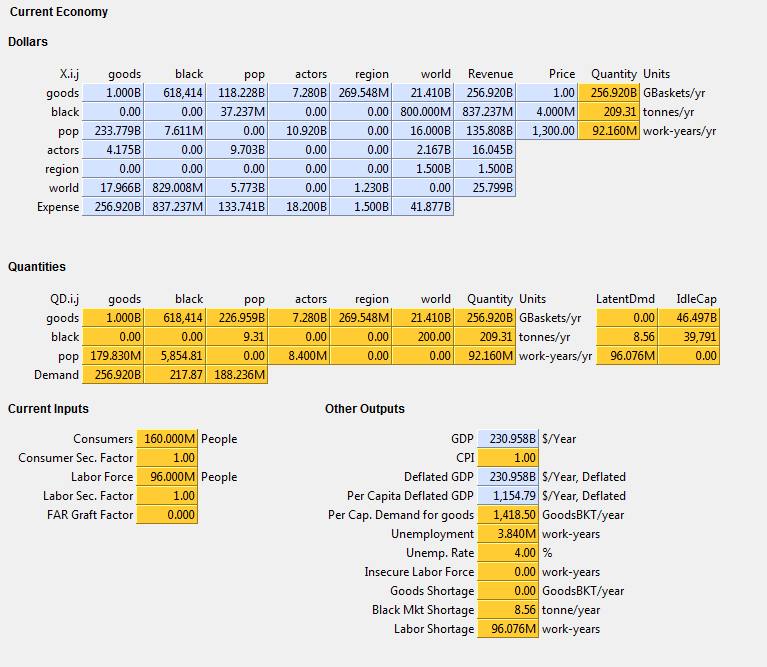 Current Economy
Dollars
X.i.j goods black pop actors region world Revenue Price Quantity Units
goods 1.000B 618,414 118.228B 7.280B 269.548M 21.410B 256.920B 1.00 256.920B GBaskets/yr
black 0.00 0.00 37.237M 0.00 0.00 800.000M 837.237M 4.000M 209.31 tonnes/yr
pop 233.779B 7.611M 0.00 10.920B 0.00 16.000B 135.808B 1,300.00 92.160M work-years/yr
actors 4.175B 0.00 9.703B 0.00 0.00 2.167B 16.045B
region 0.00 0.00 0.00 0.00 0.00 1.500B 1.500B
world 17.966B 829.008M 5.773B 0.00 1.230B 0.00 25.799B
Expense 256.920B 837.237M 133.741B 18.200B 1.500B 41.877B
Quantities
QD.i.j goods black pop actors region world Quantity Units LatentDmd IdleCap
goods 1.000B 618,414 226.959B 7.280B 269.548M 21.410B 256.920B GBaskets/yr 0.00 46.497B
black 0.00 0.00 9.31 0.00 0.00 200.00 209.31 tonnes/yr 8.56 39,791
pop 179.830M 5,854.81 0.00 8.400M 0.00 0.00 92.160M work-years/yr 96.076M 0.00
Demand 256.920B 217.87 188.236M
Current Inputs Other Outputs
Consumers 160.000M People GDP 230.958B $/Year
Consumer Sec. Factor 1.00 CPI 1.00
Labor Force 96.000M People Deflated GDP 230.958B $/Year, Deflated
Labor Sec. Factor 1.00 Per Capita Deflated GDP 1,154.79 $/Year, Deflated
FAR Graft Factor 0.000 Per Cap. Demand for goods 1,418.50 GoodsBKT/year
Unemployment 3.840M work-years
Unemp. Rate 4.00 %
Insecure Labor Force 0.00 work-years
Goods Shortage 0.00 GoodsBKT/year
Black Mkt Shortage 8.56 tonne/year
Labor Shortage 96.076M work-years